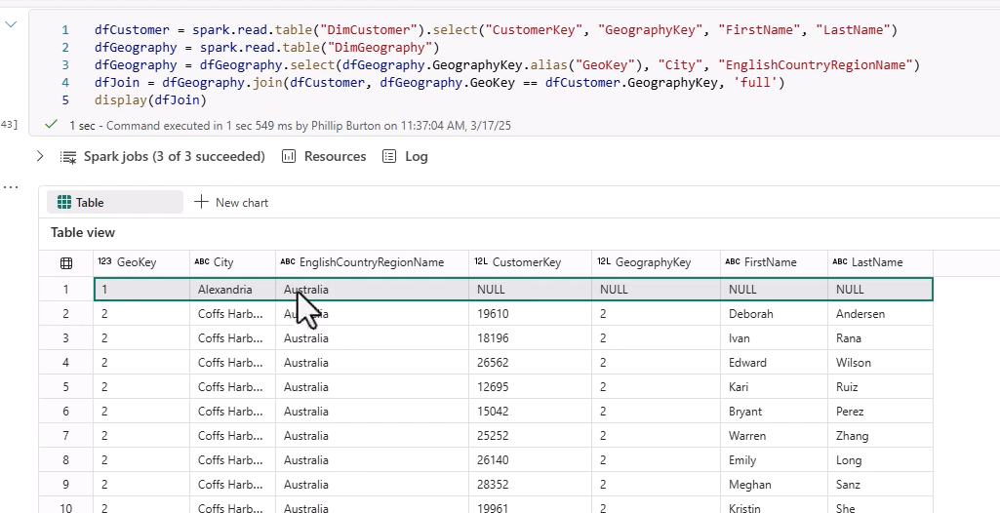 1 dfCustomer = spark.read.table("DimCustomer").select("CustomerKey", "GeographyKey", "FirstName", "LastName")
2 dfGeography = spark.read.table("DimGeography")
3 dfGeography = dfGeography.select(dfGeography.GeographyKey.alias("GeoKey"), "City", "EnglishCountryRegionName")
4 dfJoin = dfGeography.join(dfCustomer, dfGeography.GeoKey == dfCustomer.GeographyKey, 'full')
5 display(dfJoin)
43] 1 sec - Command executed in 1 sec 549 ms by Phillip Burton on 11:37:04 AM, 3/17/25
Spark jobs (3 of 3 succeeded) Resources Log
Table New chart
Table view
123 GeoKey ABC City ABC EnglishCountryRegionName 12L CustomerKey 12L GeographyKey ABC FirstName ABC LastName
1 1 Alexandria Australia NULL NULL NULL NULL
2 2 Coffs Harb... Australia 19610 2 Deborah Andersen
3 2 Coffs Harb... Australia 18196 2 Ivan Rana
4 2 Coffs Harb... Australia 26562 2 Edward Wilson
5 2 Coffs Harb... Australia 12695 2 Kari Ruiz
6 2 Coffs Harb... Australia 15042 2 Bryant Perez
7 2 Coffs Harb... Australia 25252 2 Warren Zhang
8 2 Coffs Harb... Australia 26140 2 Emily Long
9 2 Coffs Harb... Australia 28352 2 Meghan Sanz
10 2 Coffs Harb... Australia 19961 2 Kristin She